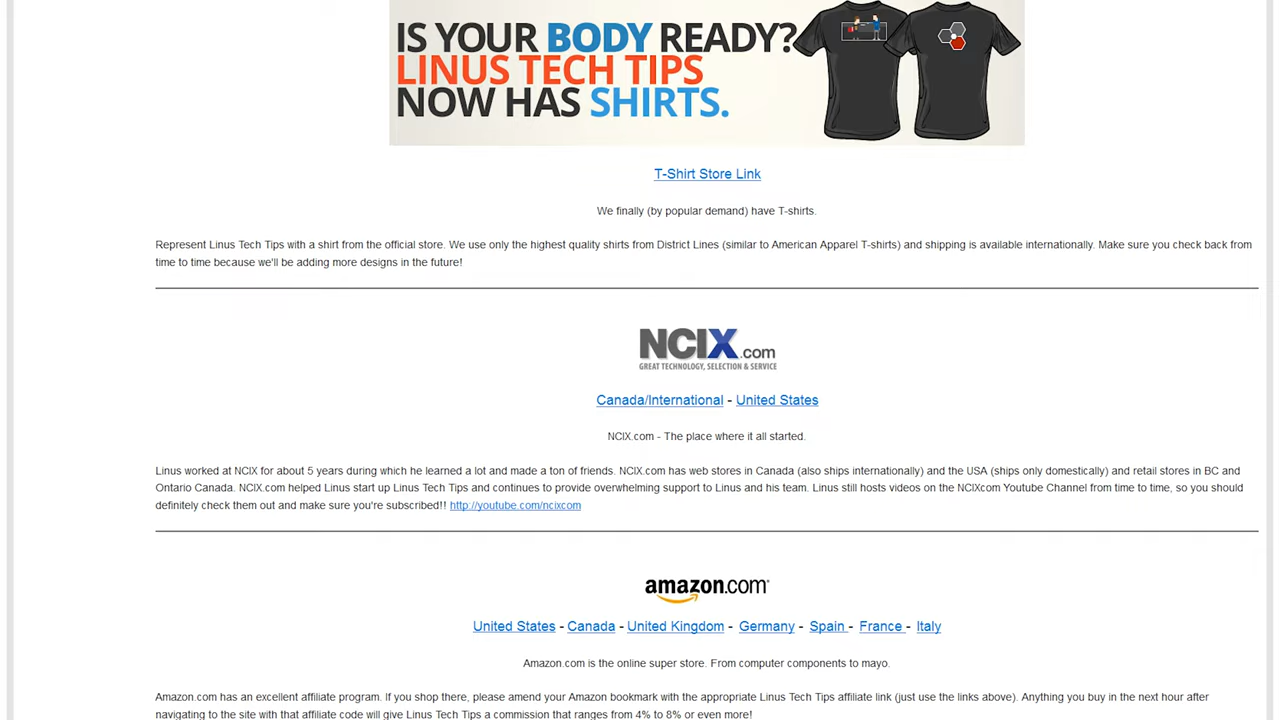 IS YOUR BODY READY?
LINUS TECH TIPS
NOW HAS SHIRTS.
T-Shirt Store Link
We finally (by popular demand) have T-shirts.
Represent Linus Tech Tips with a shirt from the official store. We use only the highest quality shirts from District Lines (similar to American Apparel T-shirts) and shipping is available internationally. Make sure you check back from
time to time because we'll be adding more designs in the future!
NCIX.com
GREAT TECHNOLOGY, SELECTION & SERVICE
Canada/International - United States
NCIX.com - The place where it all started.
Linus worked at NCIX for about 5 years during which he learned a lot and made a ton of friends. NCIX.com has web stores in Canada (also ships internationally) and the USA (ships only domestically) and retail stores in BC and
Ontario Canada. NCIX.com helped Linus start up Linus Tech Tips and continues to provide overwhelming support to Linus and his team. Linus still hosts videos on the NCIXcom Youtube Channel from time to time, so you should
definitely check them out and make sure you're subscribed!! http://youtube.com/ncixcom
amazon.com
United States - Canada - United Kingdom - Germany - Spain - France - Italy
Amazon.com is the online super store. From computer components to mayo.
Amazon.com has an excellent affiliate program. If you shop there, please amend your Amazon bookmark with the appropriate Linus Tech Tips affiliate link (just use the links above). Anything you buy in the next hour after
navigating to the site with that affiliate code will give Linus Tech Tips a commission that ranges from 4% to 8% or even more!